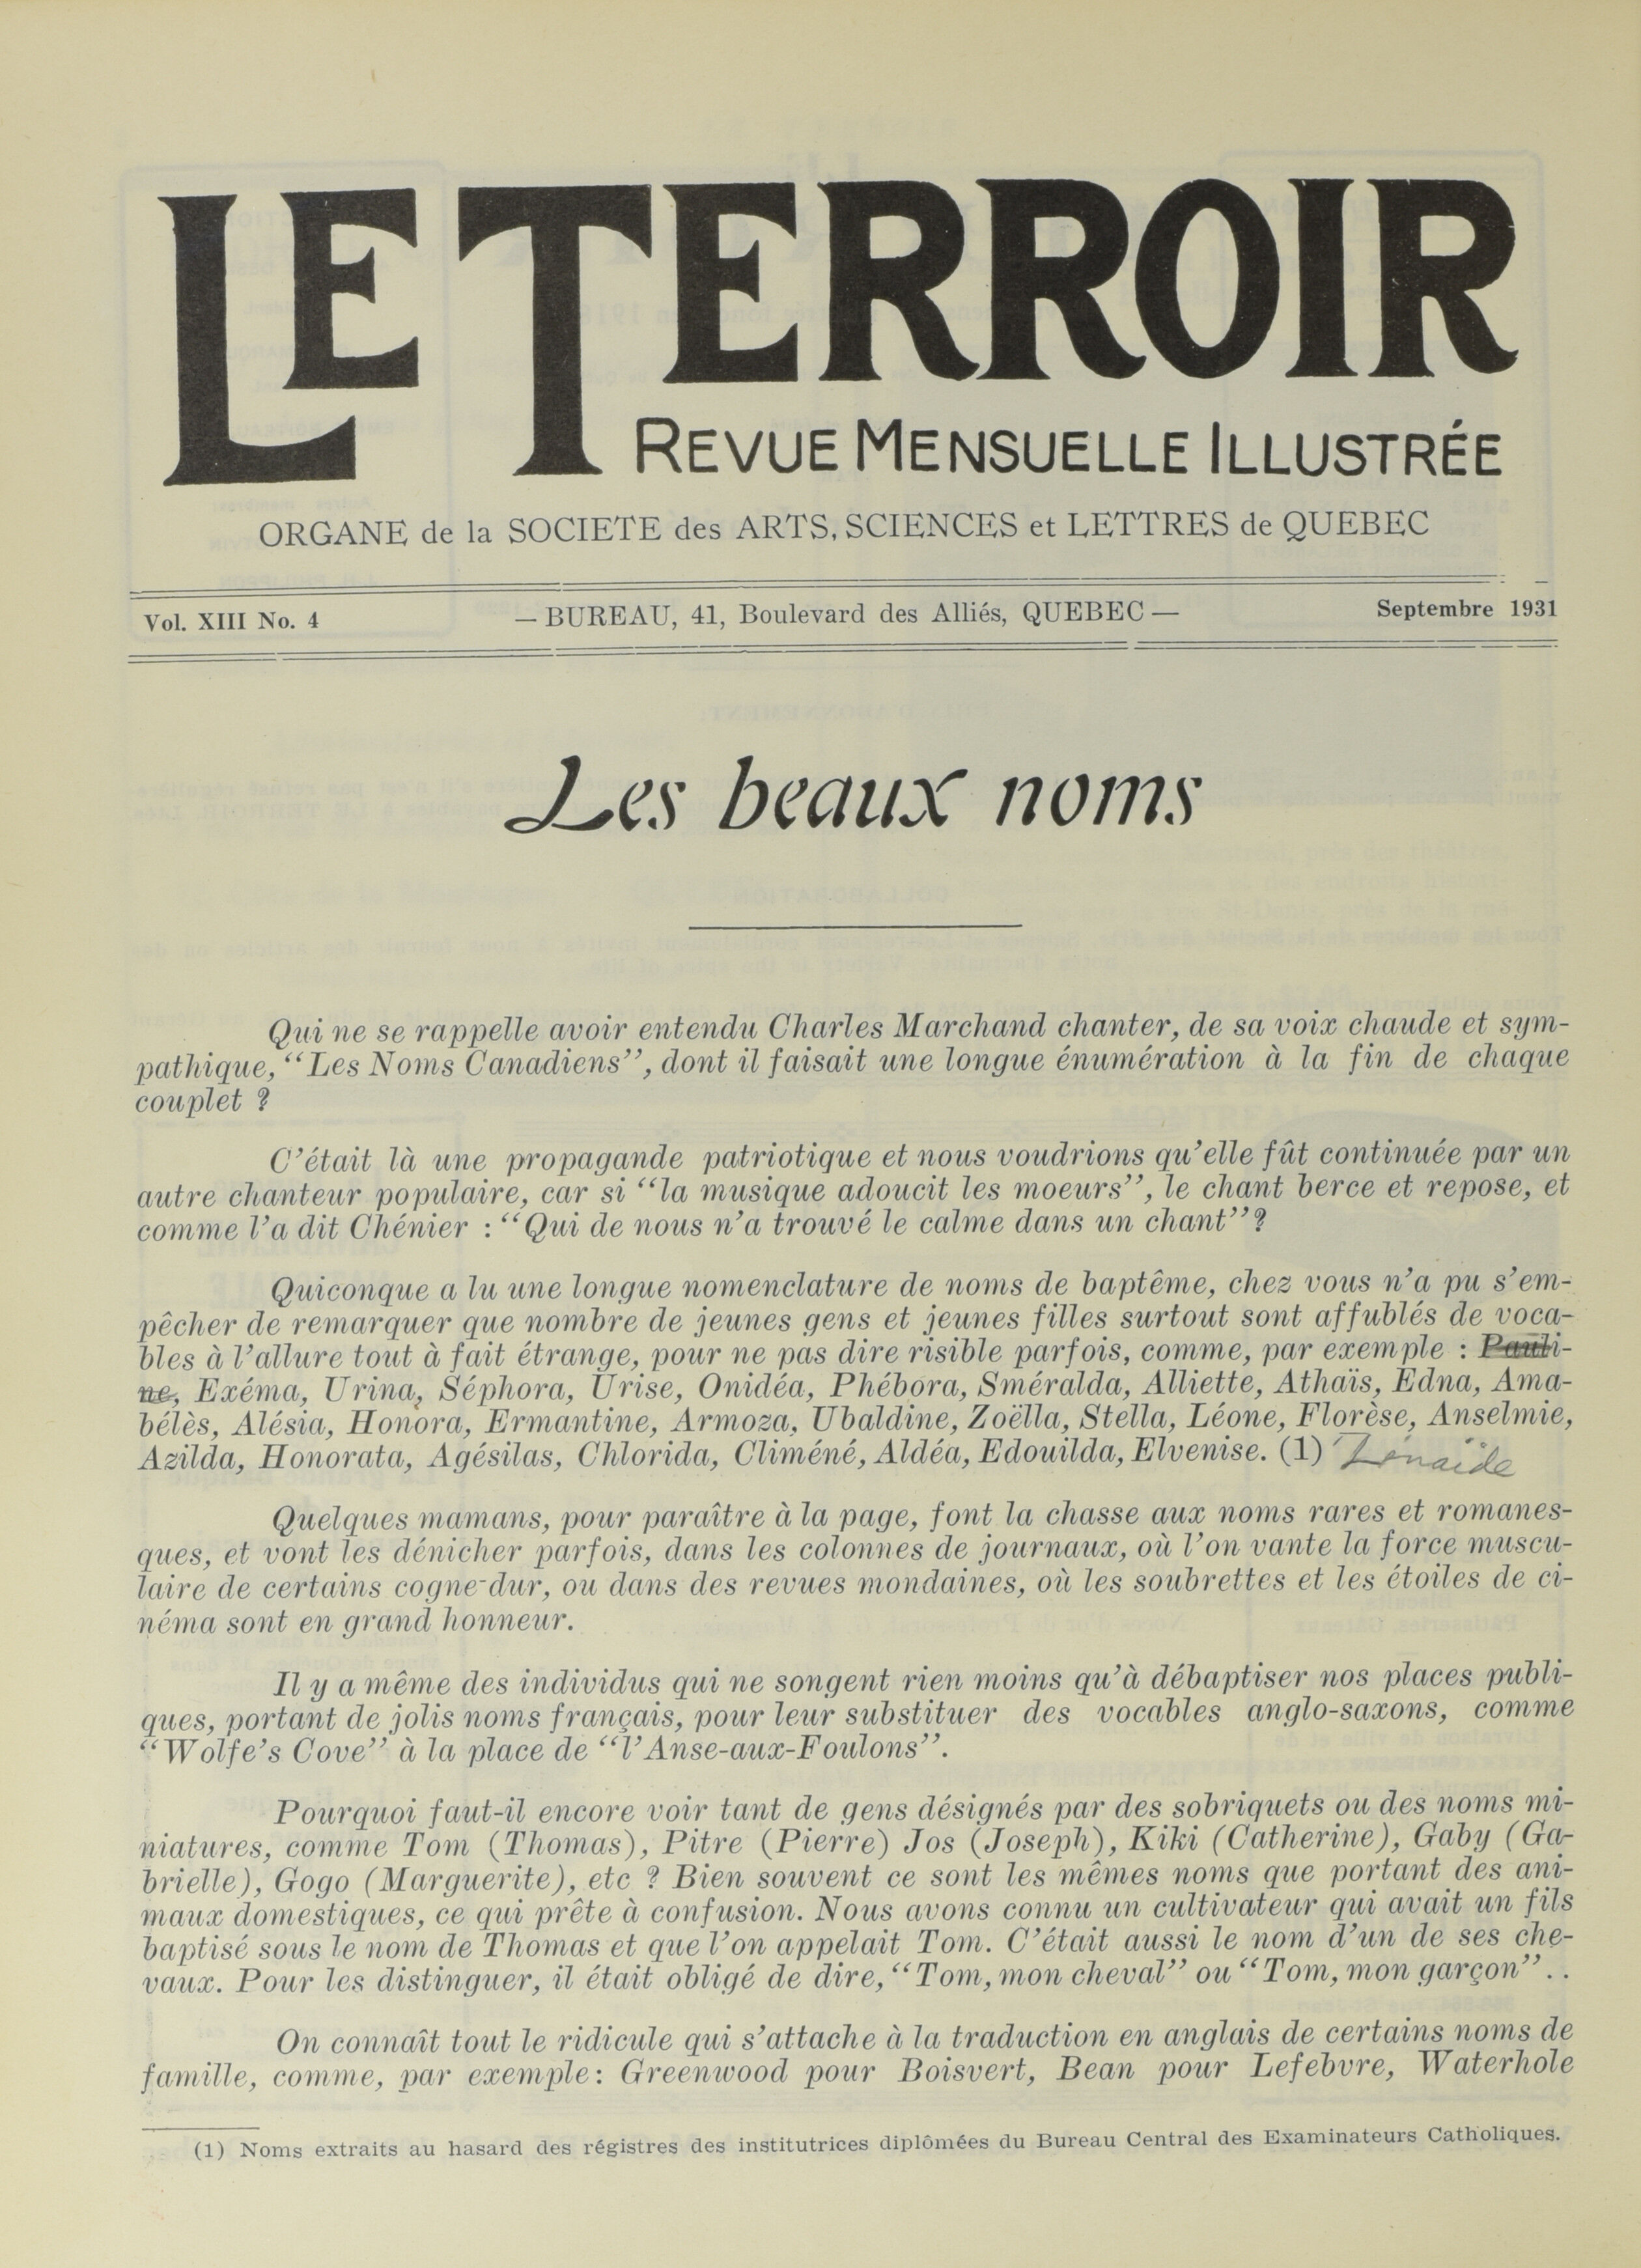 LE TERROIR
REVUE MENSUELLE ILLUSTRÉE
ORGANE de la SOCIETE des ARTS, SCIENCES et LETTRES de QUEBEC
Vol. XIII No. 4 — BUREAU, 41, Boulevard des Alliés, QUEBEC — Septembre 1931
Les beaux noms
Qui ne se rappelle avoir entendu Charles Marchand chanter, de sa voix chaude et sym-
pathique, “Les Noms Canadiens”, dont il faisait une longue énumération à la fin de chaque
couplet ?
C’était là une propagande patriotique et nous voudrions qu’elle fût continuée par un
autre chanteur populaire, car si “la musique adoucit les moeurs”, le chant berce et repose, et
comme l’a dit Chénier : “Qui de nous n’a trouvé le calme dans un chant”?
Quiconque a lu une longue nomenclature de noms de baptême, chez vous n’a pu s’em-
pêcher de remarquer que nombre de jeunes gens et jeunes filles surtout sont affublés de voca-
bles à l’allure tout à fait étrange, pour ne pas dire risible parfois, comme, par exemple : Pauli-
ne, Exéma, Urina, Séphora, Urise, Onidéa, Phébora, Sméralda, Alliette, Athaïs, Edna, Ama-
bélès, Alésia, Honora, Ermantine, Armoza, Ubaldine, Zoëlla, Stella, Léone, Florèse, Anselmie,
Azilda, Honorata, Agésilas, Chlorida, Climéné, Aldéa, Edouilda, Elvenise. (1) Zénaïde
Quelques mamans, pour paraître à la page, font la chasse aux noms rares et romanes-
ques, et vont les dénicher parfois, dans les colonnes de journaux, où l’on vante la force muscu-
laire de certains cogne-dur, ou dans des revues mondaines, où les soubrettes et les étoiles de ci-
néma sont en grand honneur.
Il y a même des individus qui ne songent rien moins qu’à débaptiser nos places publi-
ques, portant de jolis noms français, pour leur substituer des vocables anglo-saxons, comme
“Wolfe’s Cove” à la place de “l’Anse-aux-Foulons”.
Pourquoi faut-il encore voir tant de gens désignés par des sobriquets ou des noms mi-
niatures, comme Tom (Thomas), Pitre (Pierre) Jos (Joseph), Kiki (Catherine), Gaby (Ga-
brielle), Gogo (Marguerite), etc ? Bien souvent ce sont les mêmes noms que portant des ani-
maux domestiques, ce qui prête à confusion. Nous avons connu un cultivateur qui avait un fils
baptisé sous le nom de Thomas et que l’on appelait Tom. C’était aussi le nom d’un de ses che-
vaux. Pour les distinguer, il était obligé de dire, “Tom, mon cheval” ou “Tom, mon garçon”. .
On connaît tout le ridicule qui s’attache à la traduction en anglais de certains noms de
famille, comme, par exemple: Greenwood pour Boisvert, Bean pour Lefebvre, Waterhole
(1) Noms extraits au hasard des régistres des institutrices diplômées du Bureau Central des Examinateurs Catholiques.